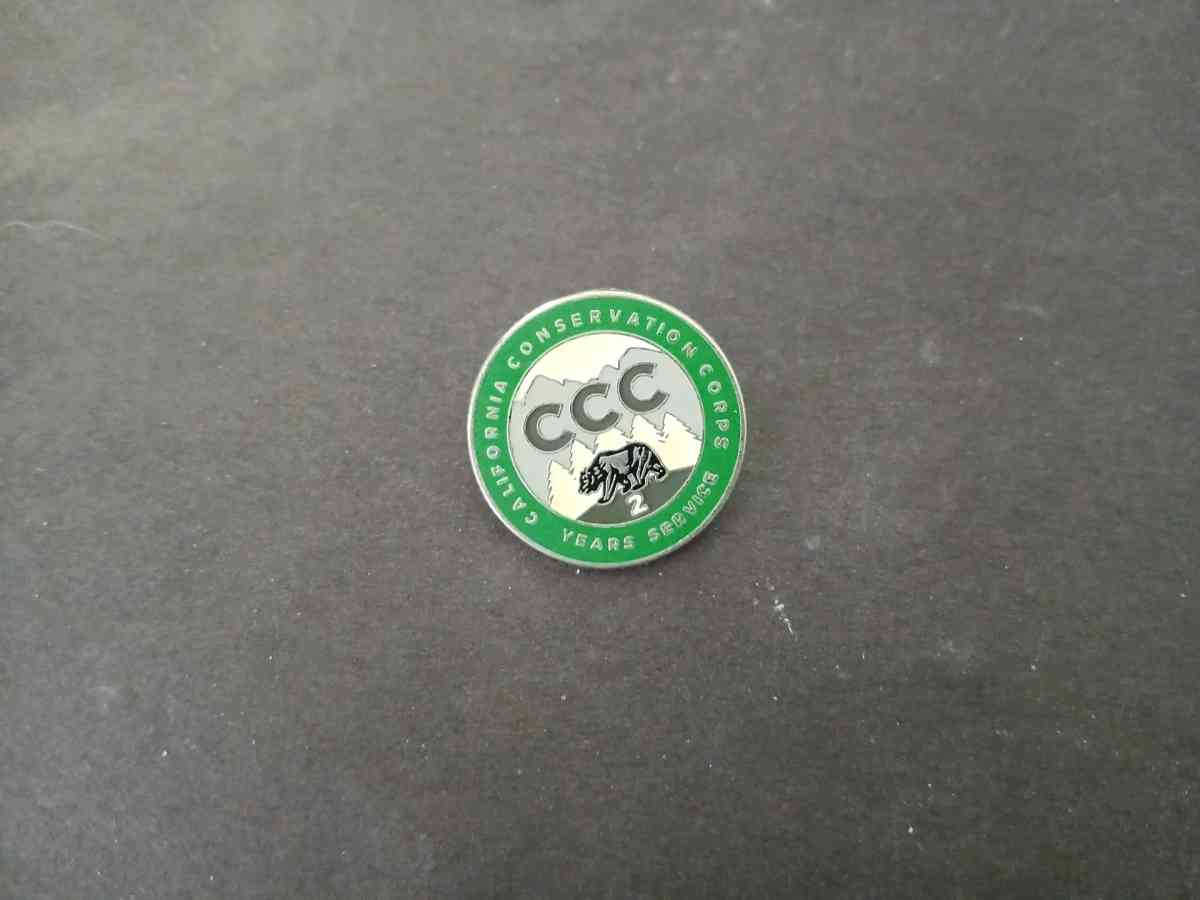 CALIFORNIA CONSERVATION CORPS
CCC
2
YEARS SERVICE